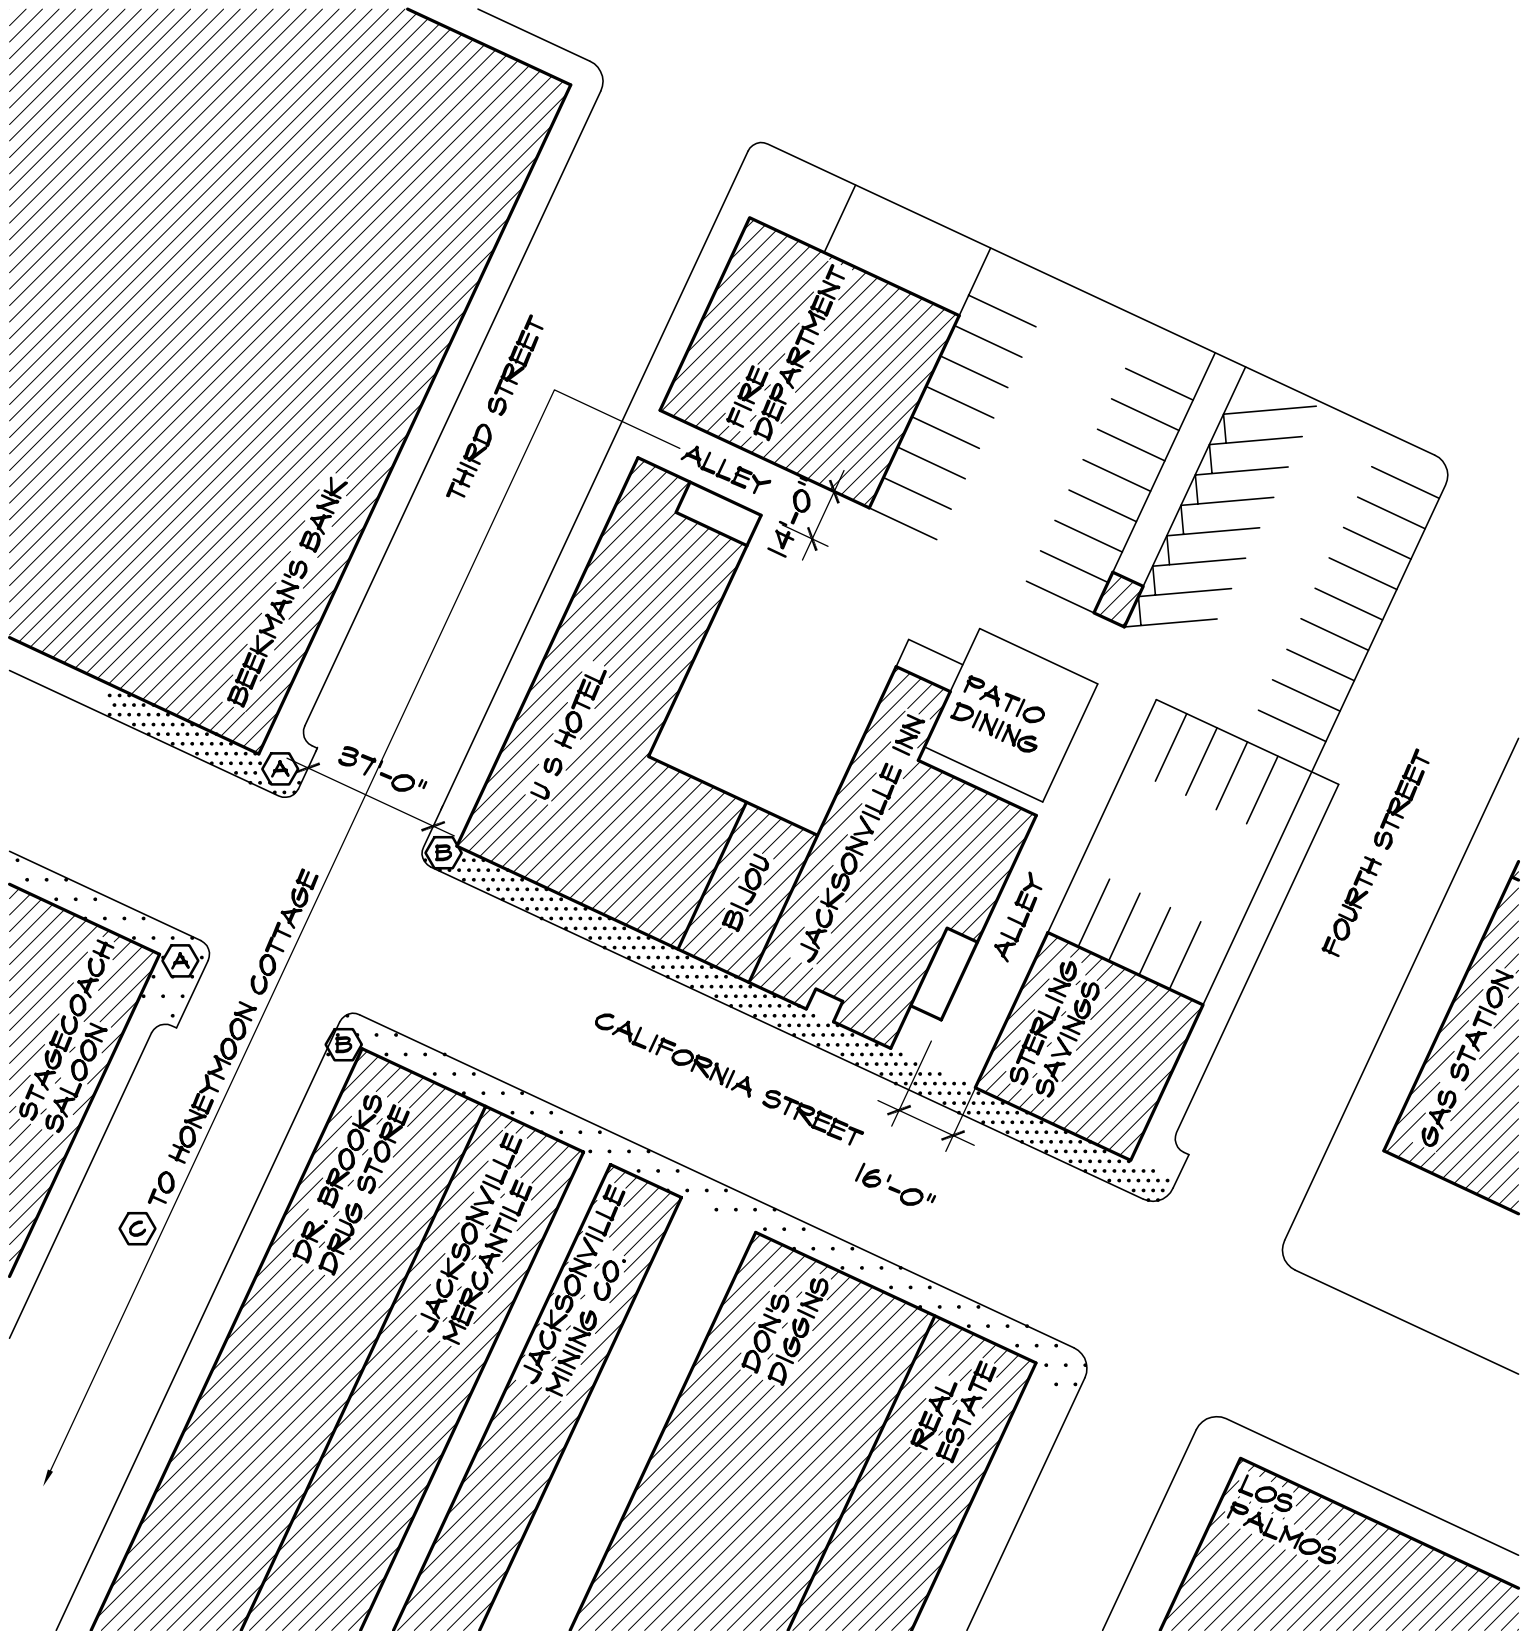 FIRE
DEPARTMENT
THIRD STREET
ALLEY
14'-0"
BEEKMAN'S BANK
U S HOTEL
PATIO
DINING
JACKSONVILLE INN
A
37'-0"
B
BIJOU
ALLEY
FOURTH STREET
STAGECOACH
SALOON
A
C TO HONEYMOON COTTAGE
B
CALIFORNIA STREET
STERLING
SAVINGS
GAS STATION
16'-0"
DR. BROOKS
DRUG STORE
JACKSONVILLE
MERCANTILE
JACKSONVILLE
MINING CO.
DON'S
DIGGINS
REAL
ESTATE
LOS
PALMOS